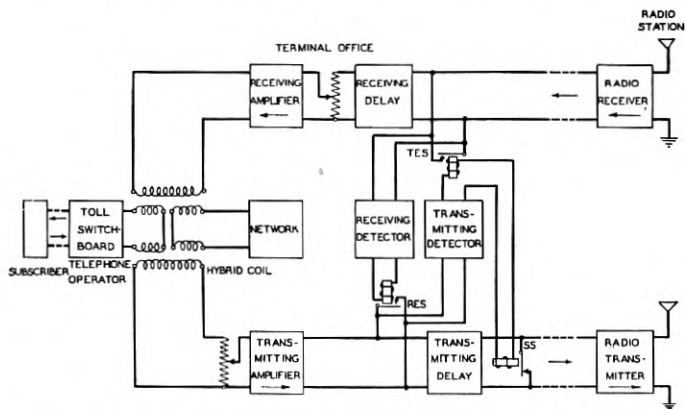 RADIO
STATION
TERMINAL OFFICE
RECEIVING
AMPLIFIER
RECEIVING
DELAY
RADIO
RECEIVER
TES
TOLL
SWITCH-
BOARD
NETWORK
RECEIVING
DETECTOR
TRANS-
MITTING
DETECTOR
SUBSCRIBER
TELEPHONE
OPERATOR
HYBRID COIL
RES
TRANS-
MITTING
AMPLIFIER
TRANS-
MITTING
DELAY
SS
RADIO
TRANS-
MITTER